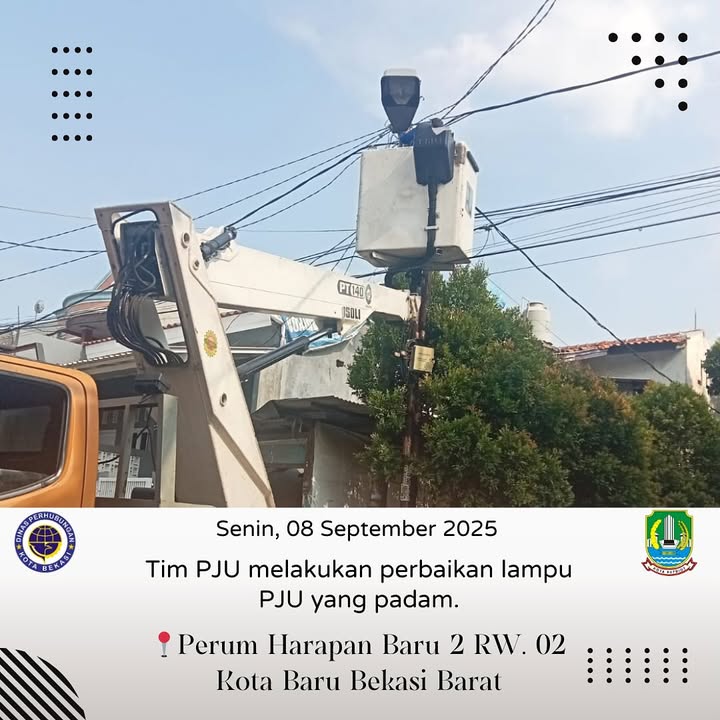 PT140
ISOLI
Senin, 08 September 2025
DINAS PERHUBUNGAN
KOTA BEKASI
Tim PJU melakukan perbaikan lampu
PJU yang padam.
Perum Harapan Baru 2 RW. 02
Kota Baru Bekasi Barat